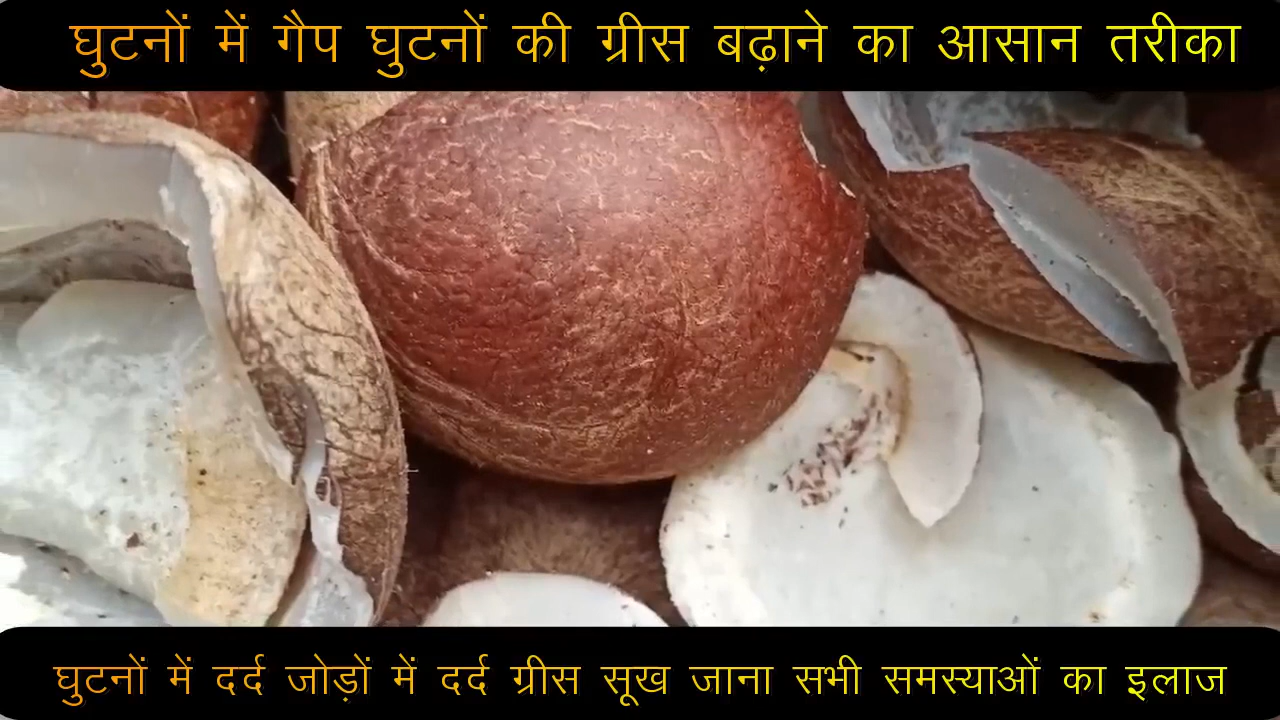 घुटनों में गैप घुटनों की ग्रीस बढ़ाने का आसान तरीका
घुटनों में दर्द जोड़ों में दर्द ग्रीस सूख जाना सभी समस्याओं का इलाज